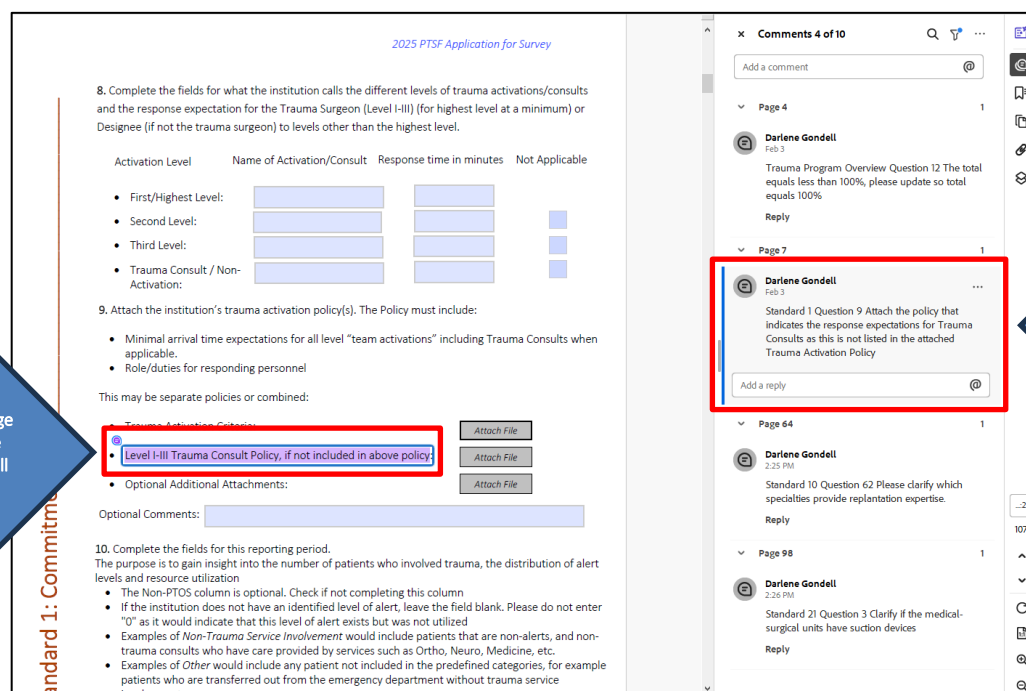 2025 PTSF Application for Survey
8. Complete the fields for what the institution calls the different levels of trauma activations/consults
and the response expectation for the Trauma Surgeon (Level I-III) (for highest level at a minimum) or
Designee (if not the trauma surgeon) to levels other than the highest level.
Activation Level Name of Activation/Consult Response time in minutes Not Applicable
• First/Highest Level:
• Second Level:
• Third Level:
• Trauma Consult / Non-
Activation:
9. Attach the institution's trauma activation policy(s). The Policy must include:
• Minimal arrival time expectations for all level "team activations" including Trauma Consults when
applicable.
• Role/duties for responding personnel
This may be separate policies or combined:
• Trauma Activation Criteria: Attach File
• Level I-III Trauma Consult Policy, if not included in above policy: Attach File
• Optional Additional Attachments: Attach File
Optional Comments:
10. Complete the fields for this reporting period.
The purpose is to gain insight into the number of patients who involved trauma, the distribution of alert
levels and resource utilization
• The Non-PTOS column is optional. Check if not completing this column
• If the institution does not have an identified level of alert, leave the field blank. Please do not enter
"0" as it would indicate that this level of alert exists but was not utilized
• Examples of Non-Trauma Service Involvement would include patients that are non-alerts, and non-
trauma consults who have care provided by services such as Ortho, Neuro, Medicine, etc.
• Examples of Other would include any patient not included in the predefined categories, for example
patients who are transferred out from the emergency department without trauma service
ndard 1: Commitm
Comments 4 of 10
Add a comment @
Page 4 1
Darlene Gondell
Feb 3
Trauma Program Overview Question 12 The total
equals less than 100%, please update so total
equals 100%
Reply
Page 7 1
Darlene Gondell
Feb 3
Standard 1 Question 9 Attach the policy that
indicates the response expectations for Trauma
Consults as this is not listed in the attached
Trauma Activation Policy
Add a reply @
Page 64 1
Darlene Gondell
2:25 PM
Standard 10 Question 62 Please clarify which
specialties provide replantation expertise.
Reply
Page 98 1
Darlene Gondell
2:26 PM
Standard 21 Question 3 Clarify if the medical-
surgical units have suction devices
Reply
107